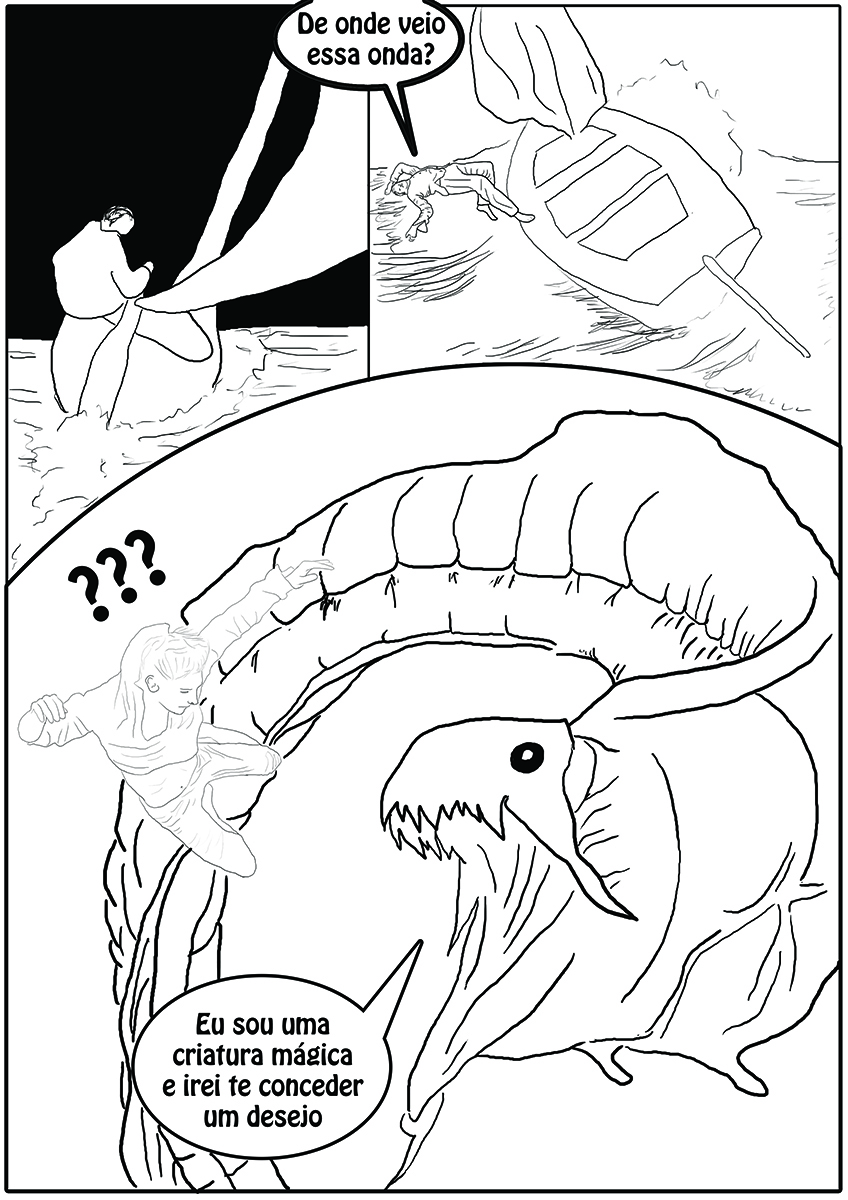 De onde veio
essa onda?
???
Eu sou uma
criatura mágica
e irei te conceder
um desejo